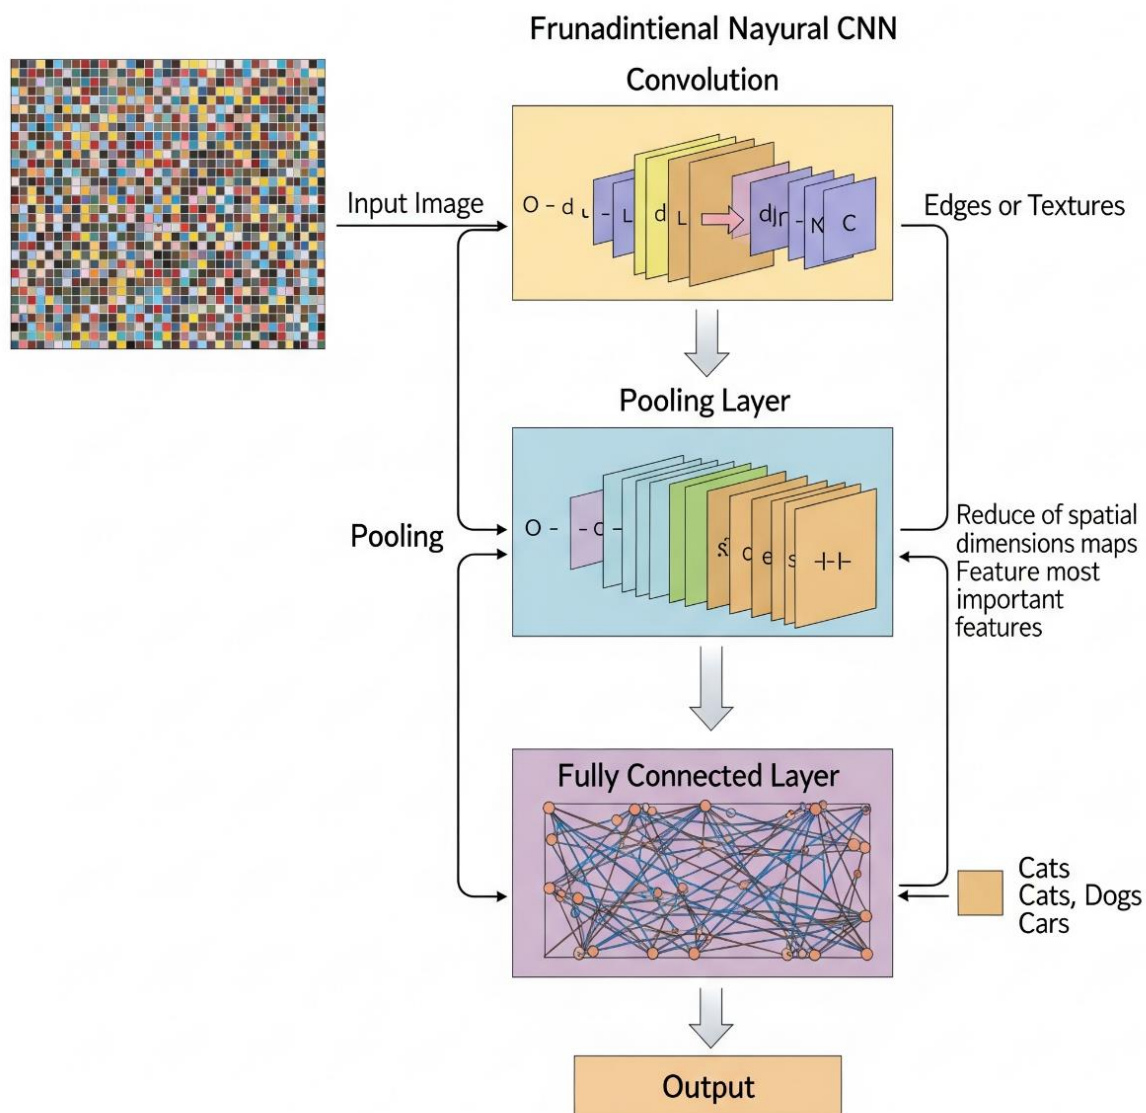 Frunadintienal Nayural CNN
Convolution
Input Image
O - d L - L d L d - N C
Edges or Textures
Pooling Layer
Pooling
O - - C -
d e s
Reduce of spatial
dimensions maps
Feature most
important
features
Fully Connected Layer
Cats
Cats, Dogs
Cars
Output